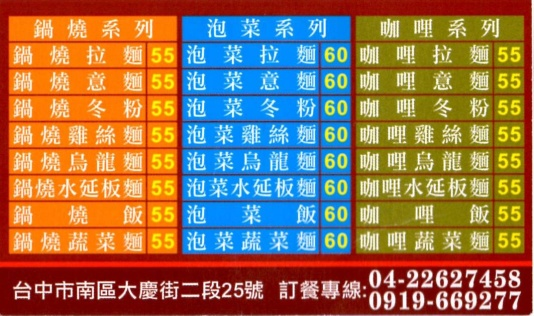 鍋燒系列 泡菜系列 咖哩系列
鍋燒拉麵 55 泡菜拉麵 60 咖哩拉麵 55
鍋燒意麵 55 泡菜意麵 60 咖哩意麵 55
鍋燒冬粉 55 泡菜冬粉 60 咖哩冬粉 55
鍋燒雞絲麵 55 泡菜雞絲麵 60 咖哩雞絲麵 55
鍋燒烏龍麵 55 泡菜烏龍麵 60 咖哩烏龍麵 55
鍋燒水延板麵 55 泡菜水延板麵 60 咖哩水延板麵 55
鍋燒飯 55 泡菜飯 60 咖哩飯 55
鍋燒蔬菜麵 55 泡菜蔬菜麵 60 咖哩蔬菜麵 55
台中市南區大慶街二段25號 訂餐專線:04-22627458
0919-669277